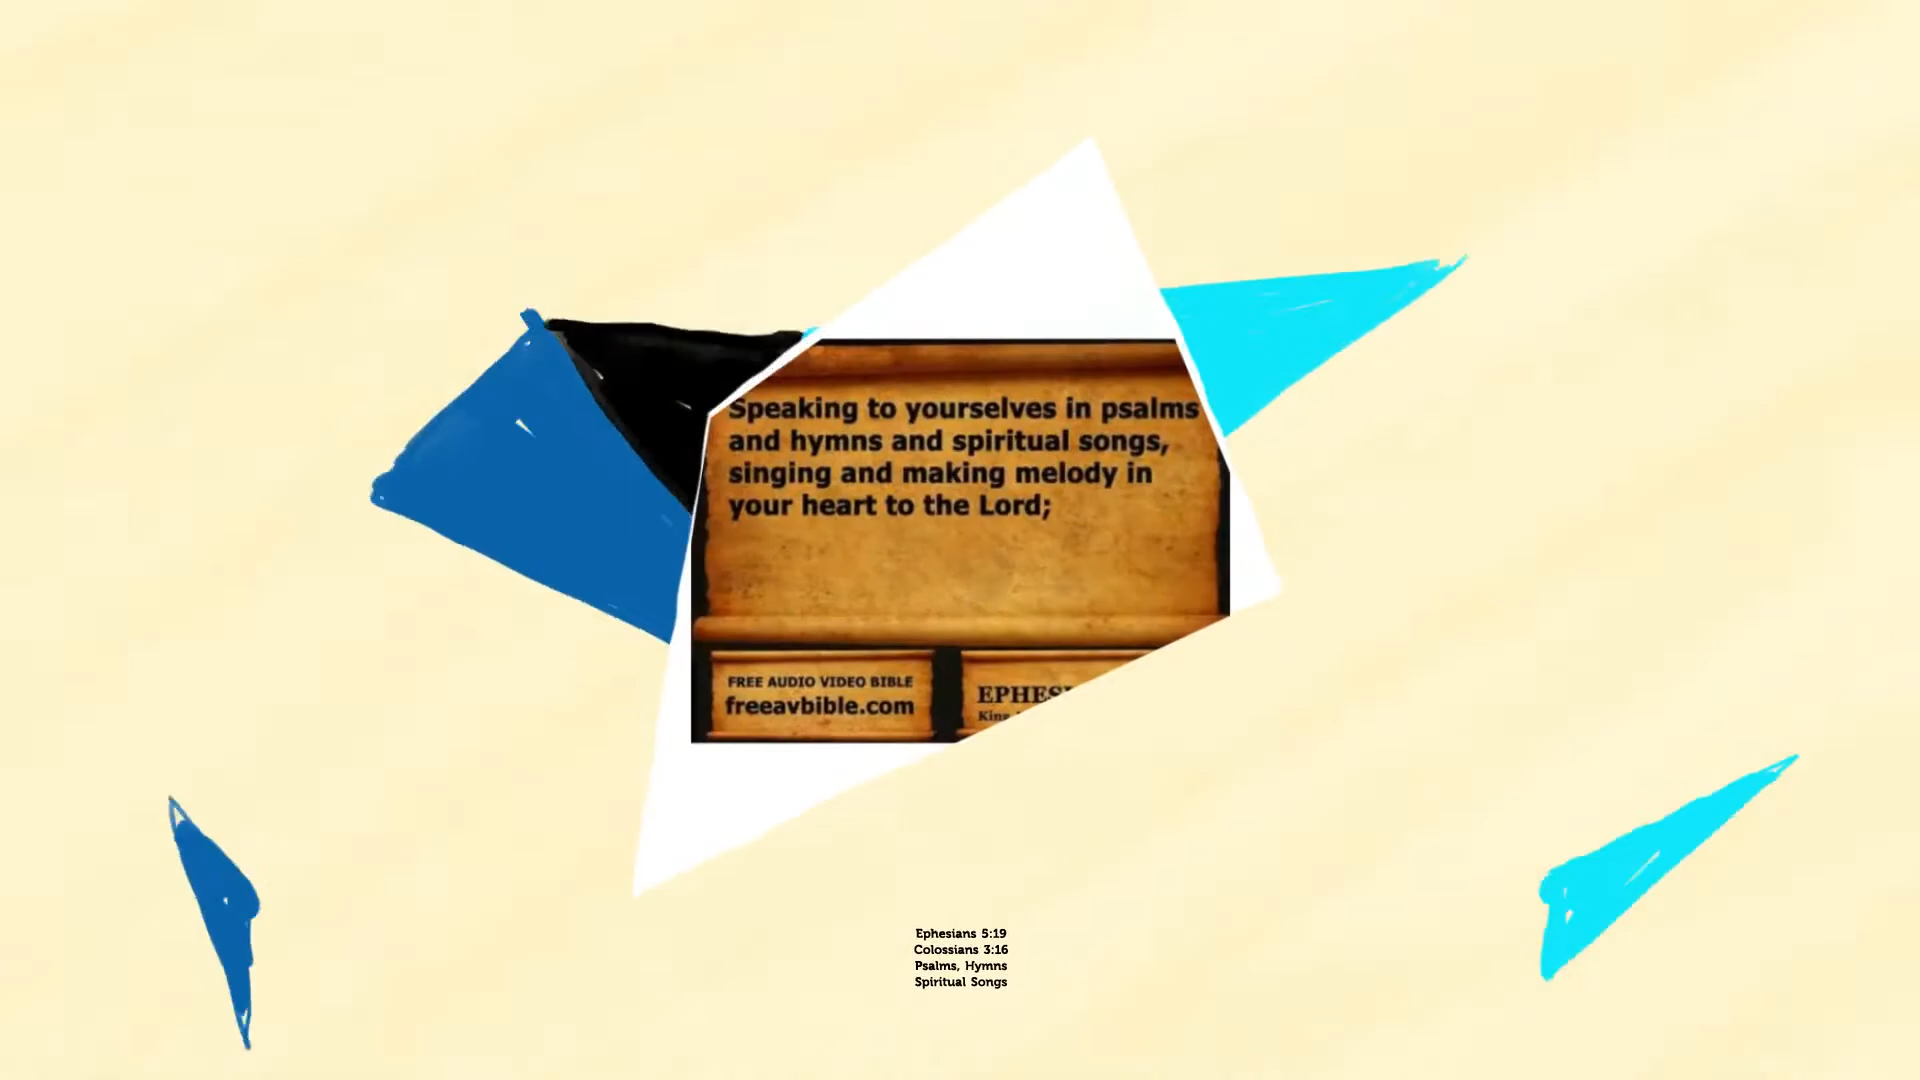 Speaking to yourselves in psalms
and hymns and spiritual songs,
singing and making melody in
your heart to the Lord;
FREE AUDIO VIDEO BIBLE
freeavbible.com
Ephesians 5:19
Colossians 3:16
Psalms, Hymns
Spiritual Songs